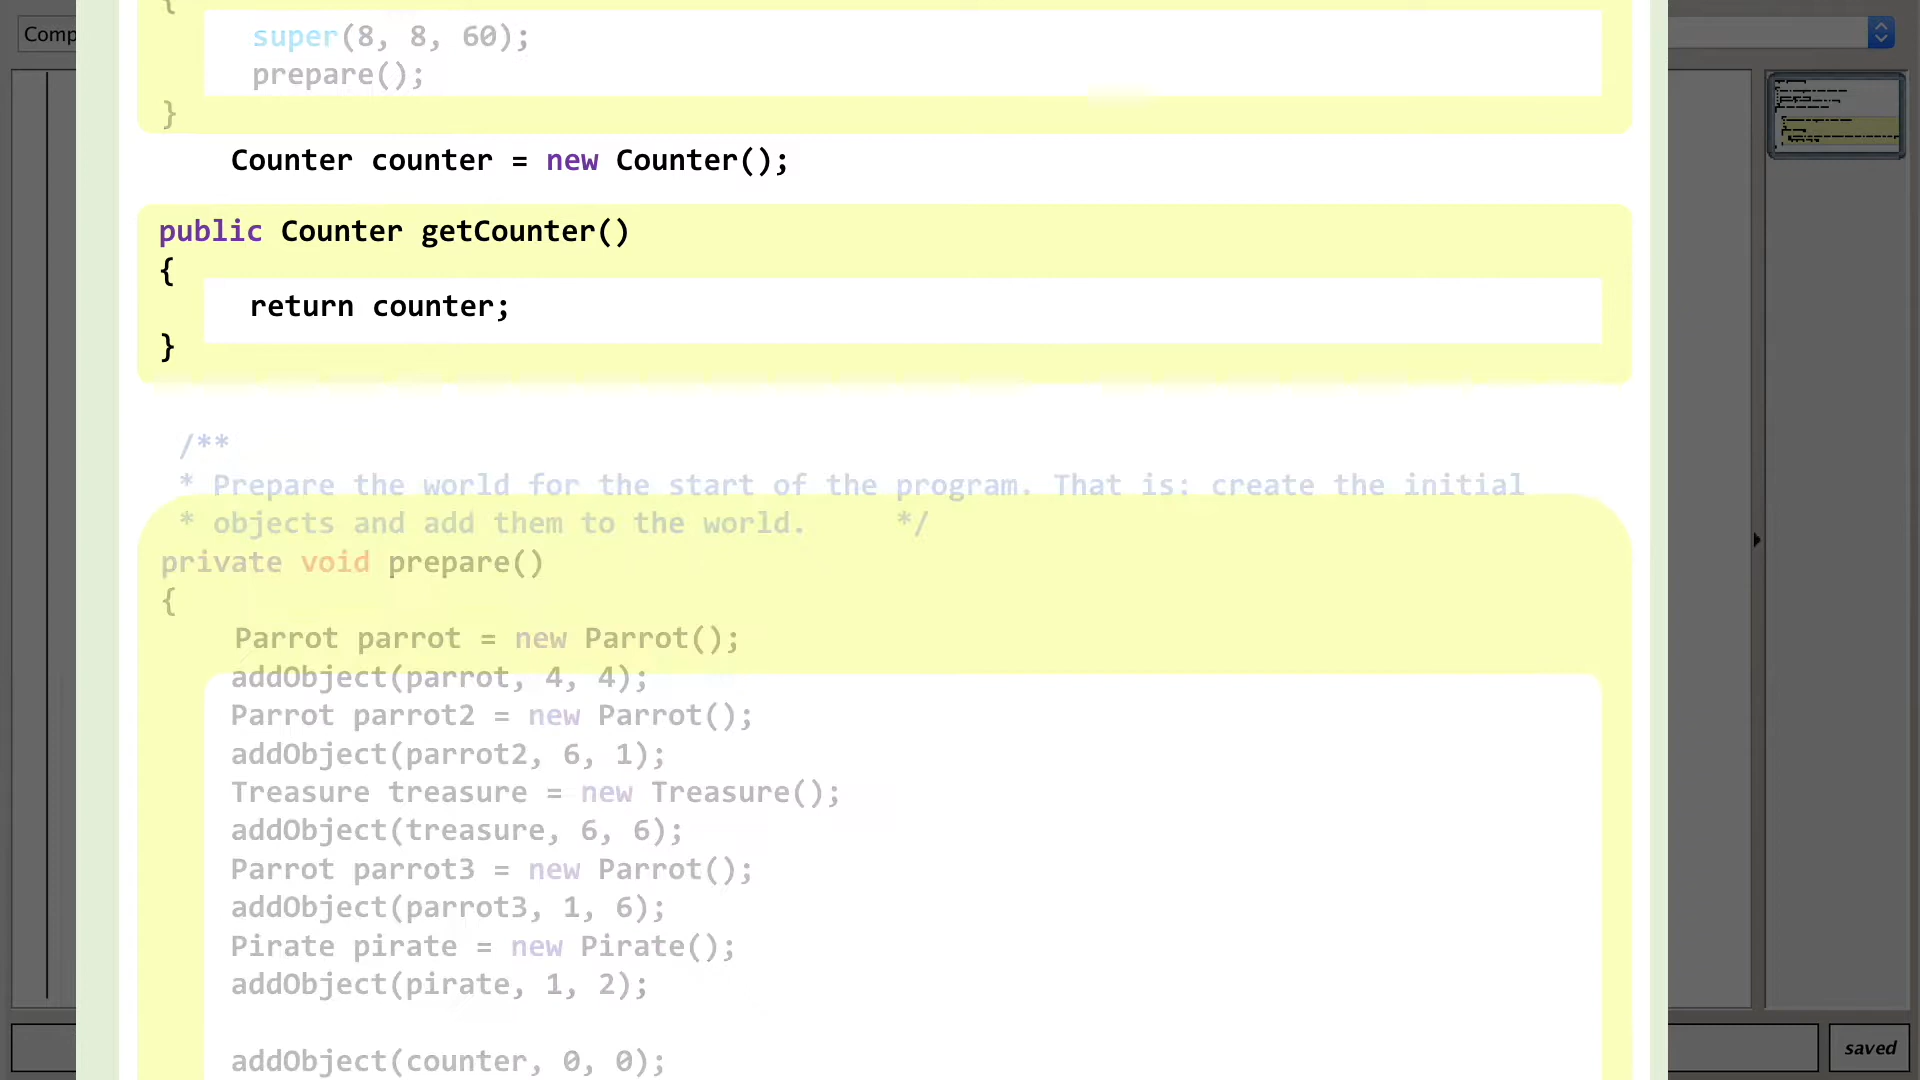 {
Comp
super(8, 8, 60);
prepare();
}
Counter counter = new Counter();
public Counter getCounter()
{
return counter;
}
/**
* Prepare the world for the start of the program. That is: create the initial
* objects and add them to the world. */
private void prepare()
{
Parrot parrot = new Parrot();
addObject(parrot, 4, 4);
Parrot parrot2 = new Parrot();
addObject(parrot2, 6, 1);
Treasure treasure = new Treasure();
addObject(treasure, 6, 6);
Parrot parrot3 = new Parrot();
addObject(parrot3, 1, 6);
Pirate pirate = new Pirate();
addObject(pirate, 1, 2);
addObject(counter, 0, 0);
saved